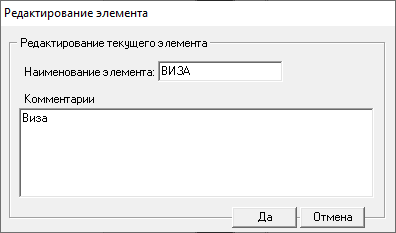 Редактирование элемента
Редактирование текущего элемента
Наименование элемента: ВИЗА
Комментарии
Виза
Да Отмена